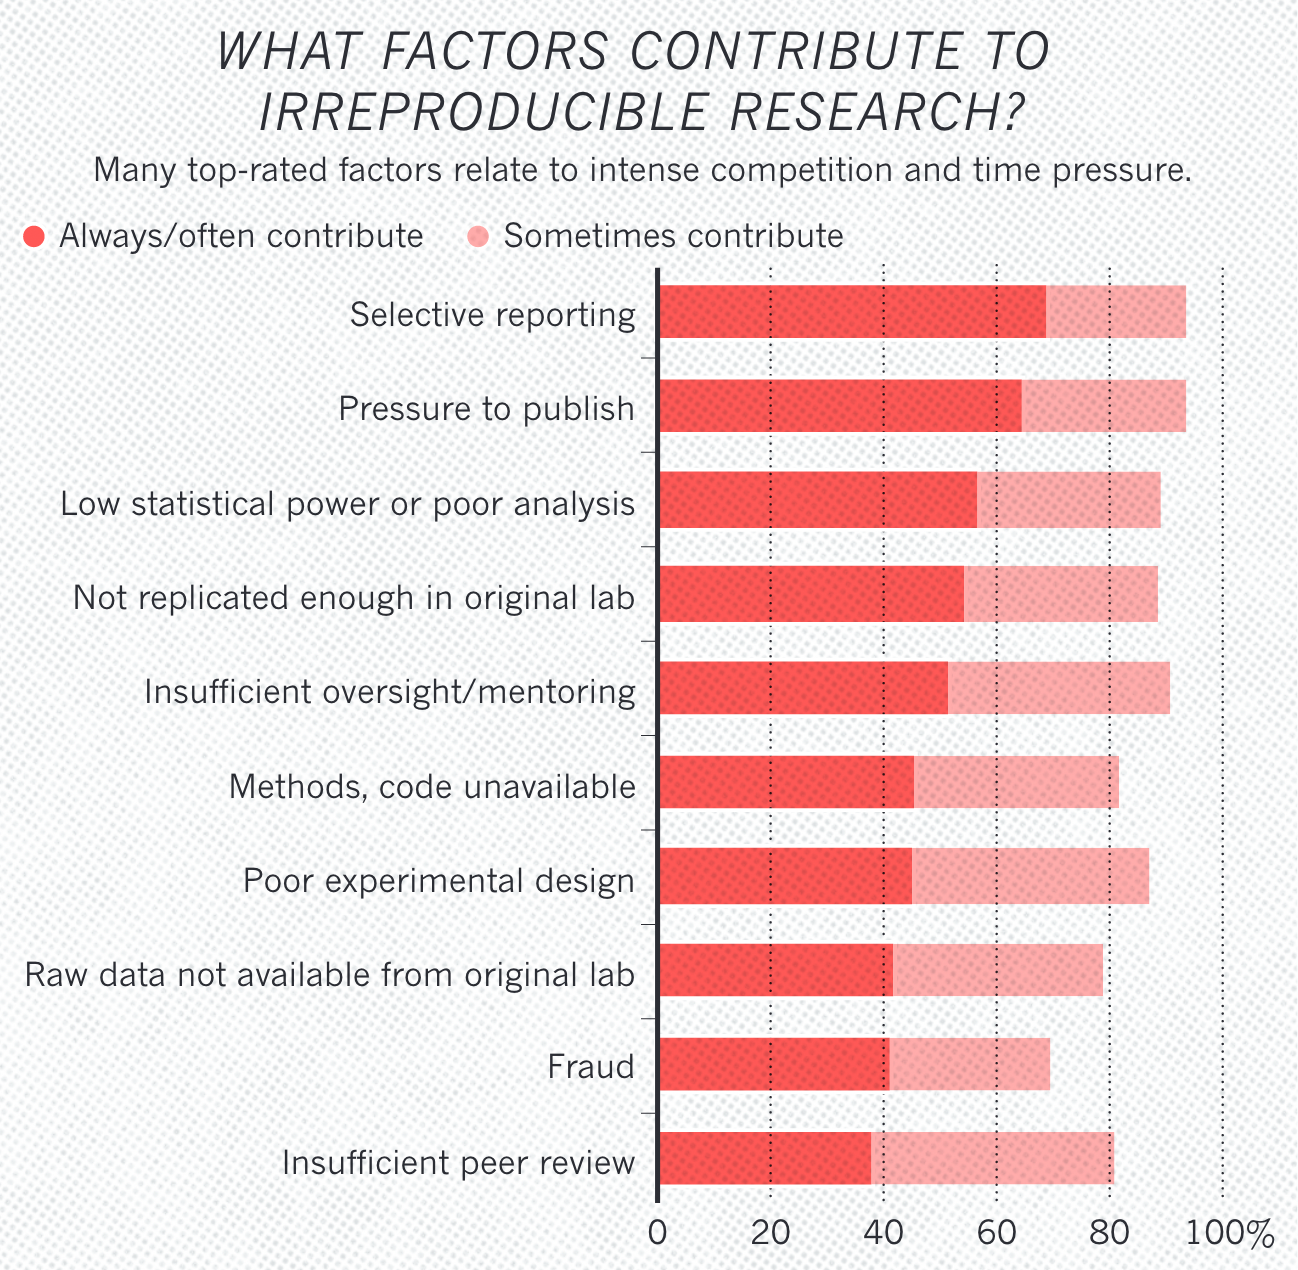 WHAT FACTORS CONTRIBUTE TO
IRREPRODUCIBLE RESEARCH?
Many top-rated factors relate to intense competition and time pressure.
Always/often contribute Sometimes contribute
Selective reporting
Pressure to publish
Low statistical power or poor analysis
Not replicated enough in original lab
Insufficient oversight/mentoring
Methods, code unavailable
Poor experimental design
Raw data not available from original lab
Fraud
Insufficient peer review
0 20 40 60 80 100%